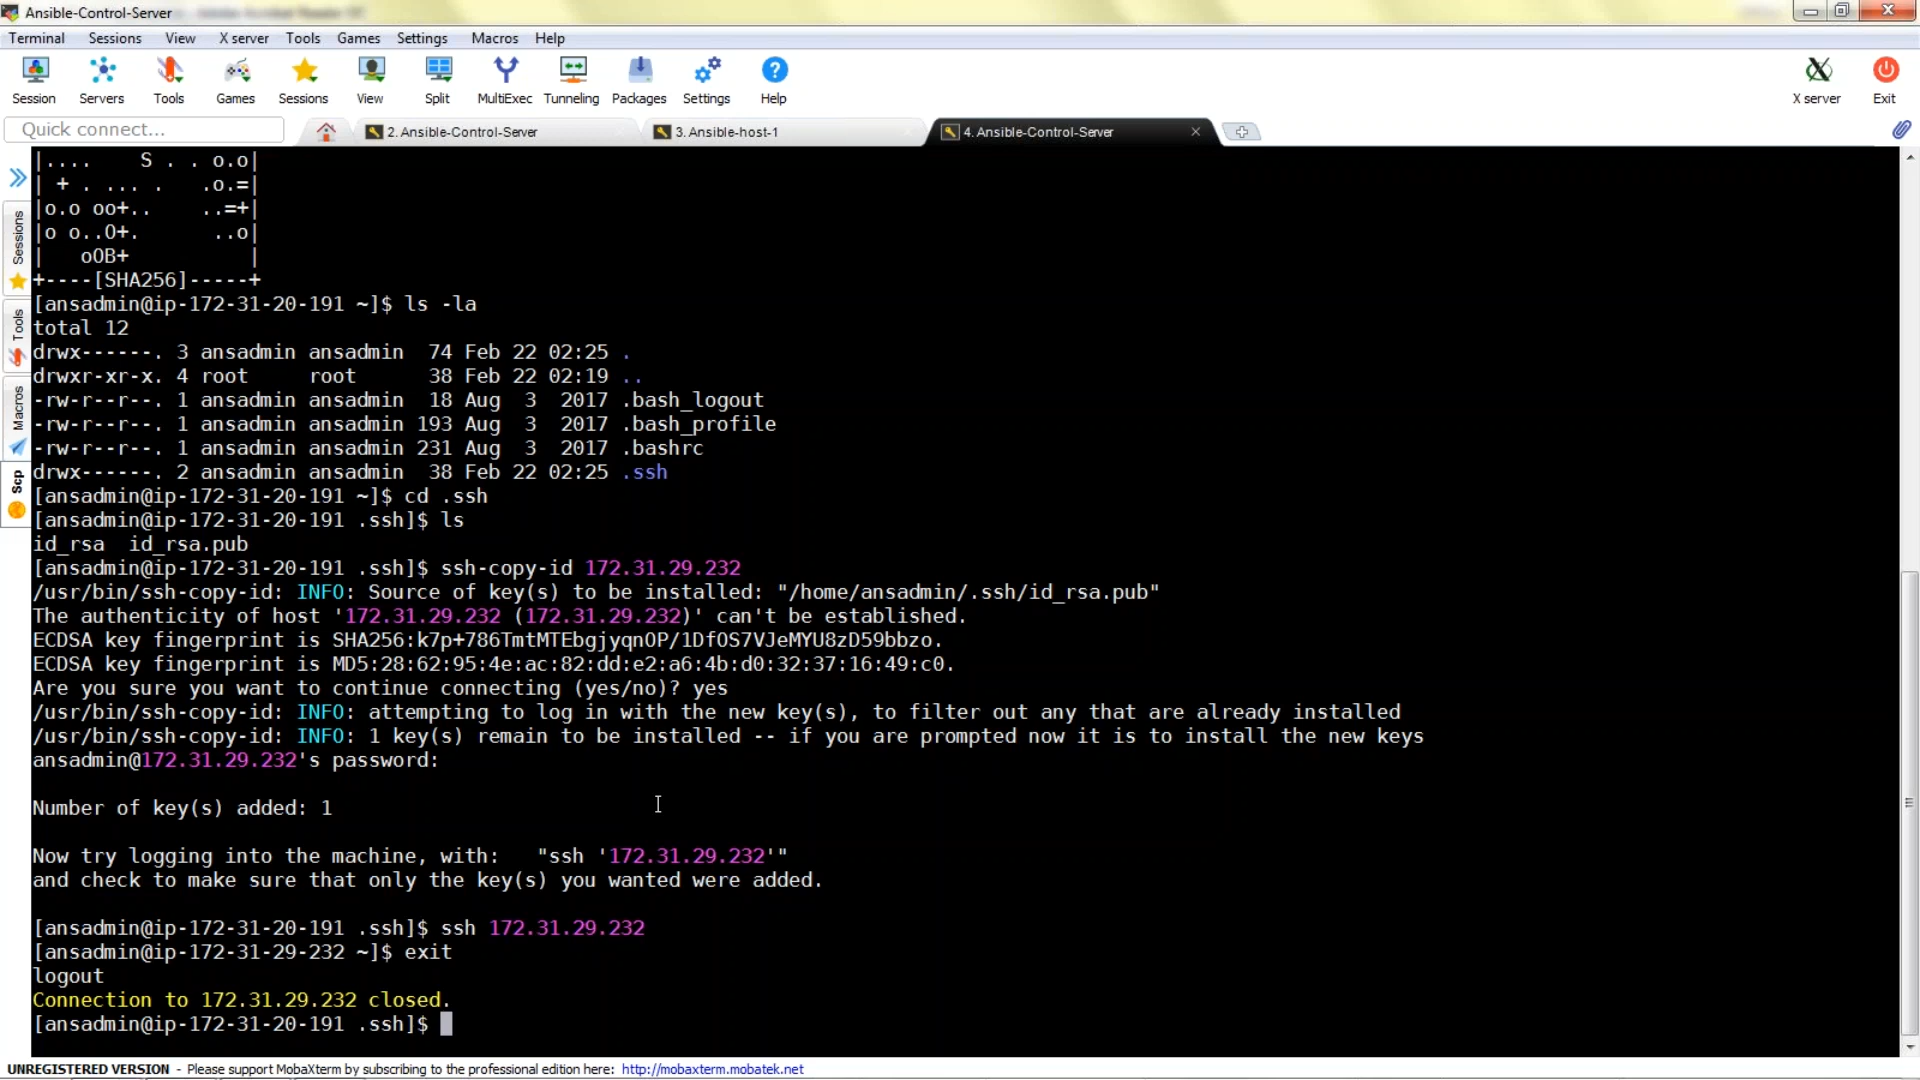 Ansible-Control-Server
Terminal Sessions View X server Tools Games Settings Macros Help
Session Servers Tools Games Sessions View Split MultiExec Tunneling Packages Settings Help X server Exit
Quick connect... 2. Ansible-Control-Server 3. Ansible-host-1 4. Ansible-Control-Server
Sessions
Tools
Macros
Scp
|....    S . . o.o|
| + . ... .   .o.=|
|o.o oo+..    ..=+|
|o o..O+.      ..o|
|   oOB+          |
+----[SHA256]-----+
[ansadmin@ip-172-31-20-191 ~]$ ls -la
total 12
drwx------. 3 ansadmin ansadmin  74 Feb 22 02:25 .
drwxr-xr-x. 4 root     root      38 Feb 22 02:19 ..
-rw-r--r--. 1 ansadmin ansadmin  18 Aug  3  2017 .bash_logout
-rw-r--r--. 1 ansadmin ansadmin 193 Aug  3  2017 .bash_profile
-rw-r--r--. 1 ansadmin ansadmin 231 Aug  3  2017 .bashrc
drwx------. 2 ansadmin ansadmin  38 Feb 22 02:25 .ssh
[ansadmin@ip-172-31-20-191 ~]$ cd .ssh
[ansadmin@ip-172-31-20-191 .ssh]$ ls
id_rsa  id_rsa.pub
[ansadmin@ip-172-31-20-191 .ssh]$ ssh-copy-id 172.31.29.232
/usr/bin/ssh-copy-id: INFO: Source of key(s) to be installed: "/home/ansadmin/.ssh/id_rsa.pub"
The authenticity of host '172.31.29.232 (172.31.29.232)' can't be established.
ECDSA key fingerprint is SHA256:k7p+786TmtMTEbgjyqnOP/1DfOS7VJeMYU8zD59bbzo.
ECDSA key fingerprint is MD5:28:62:95:4e:ac:82:dd:e2:a6:4b:d0:32:37:16:49:c0.
Are you sure you want to continue connecting (yes/no)? yes
/usr/bin/ssh-copy-id: INFO: attempting to log in with the new key(s), to filter out any that are already installed
/usr/bin/ssh-copy-id: INFO: 1 key(s) remain to be installed -- if you are prompted now it is to install the new keys
ansadmin@172.31.29.232's password:
Number of key(s) added: 1
Now try logging into the machine, with:   "ssh '172.31.29.232'"
and check to make sure that only the key(s) you wanted were added.
[ansadmin@ip-172-31-20-191 .ssh]$ ssh 172.31.29.232
[ansadmin@ip-172-31-29-232 ~]$ exit
logout
Connection to 172.31.29.232 closed.
[ansadmin@ip-172-31-20-191 .ssh]$
UNREGISTERED VERSION - Please support MobaXterm by subscribing to the professional edition here: http://mobaxterm.mobatek.net